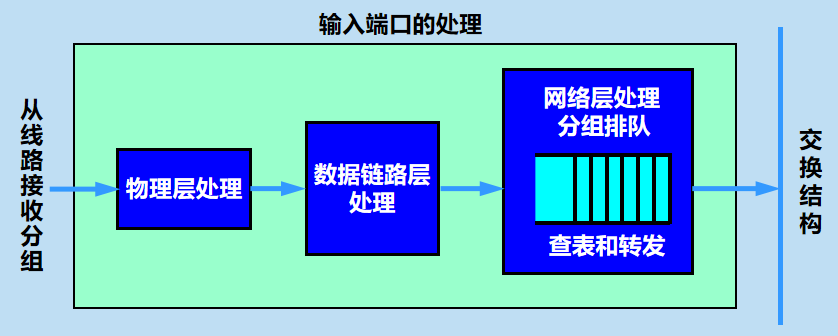 输入端口的处理
从线路接收分组
物理层处理
数据链路层
处理
网络层处理
分组排队
查表和转发
交换结构